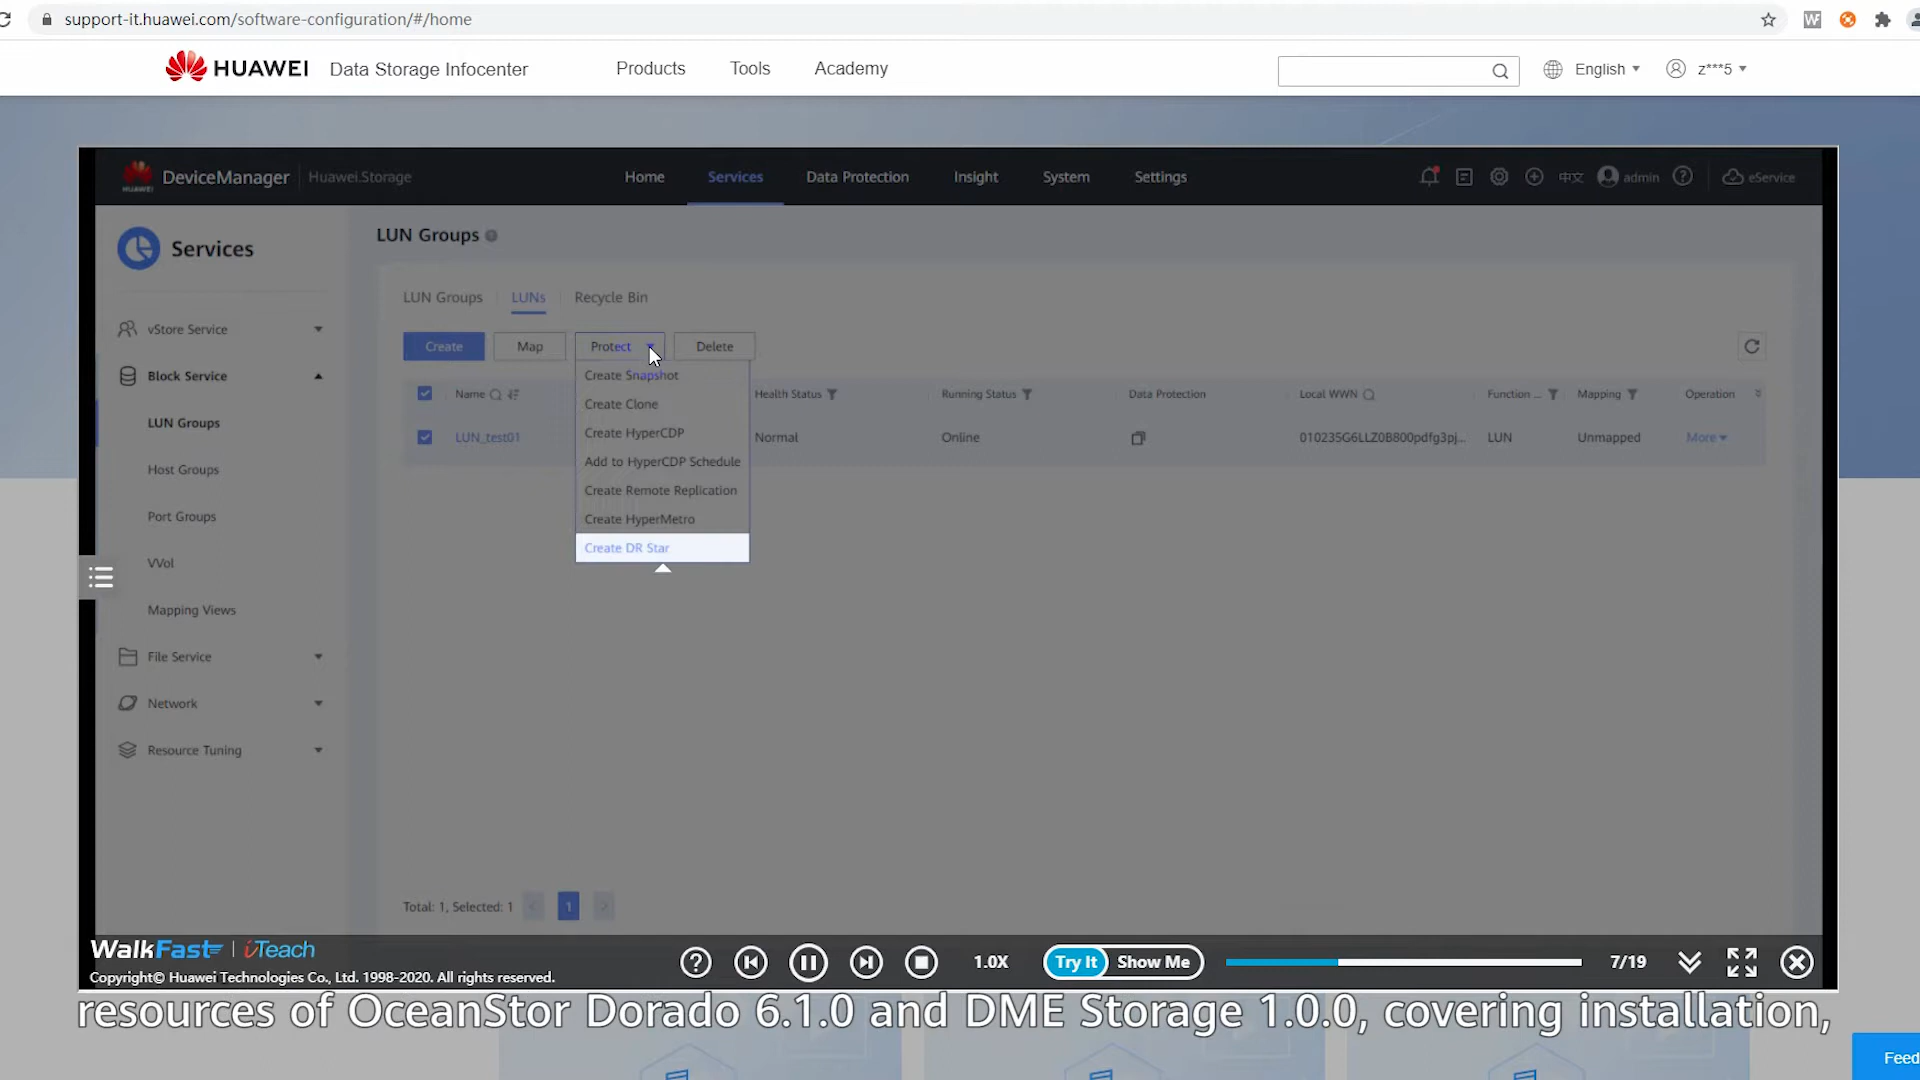 support-it.huawei.com/software-configuration/#/home
W
HUAWEI Data Storage Infocenter Products Tools Academy English z***5
HUAWEI DeviceManager Huawei.Storage Home Services Data Protection Insight System Settings 中文 admin eService
Services
LUN Groups
LUN Groups LUNs Recycle Bin
vStore Service
Create Map Protect Delete
Block Service
Create Snapshot
Name Health Status Running Status Data Protection Local WWN Function ... Mapping Operation
Create Clone
LUN Groups
Create HyperCDP
LUN_test01 Normal Online 010235G6LLZ0B800pdfg3pj... LUN Unmapped More
Add to HyperCDP Schedule
Host Groups
Create Remote Replication
Port Groups
Create HyperMetro
Create DR Star
VVol
Mapping Views
File Service
Network
Resource Tuning
Total: 1, Selected: 1 < 1 >
WalkFast | iTeach
Copyright© Huawei Technologies Co., Ltd. 1998-2020. All rights reserved.
1.0X Try It Show Me 7/19
resources of OceanStor Dorado 6.1.0 and DME Storage 1.0.0, covering installation,
Feed